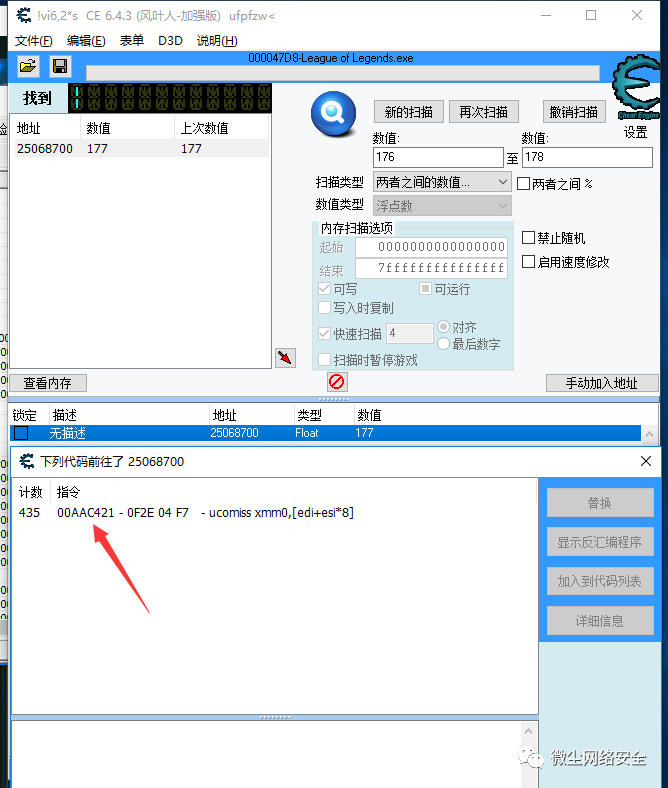 !vi6,2*s CE 6.4.3 (风叶人-加强版) ufpfzw<
文件(F) 编辑(E) 表单 D3D 说明(H)
000047D8-League of Legends.exe
找到 1
Cheat Engine
新的扫描 再次扫描 撤销扫描
设置
地址 数值 上次数值
25068700 177 177
数值: 数值:
176 至 178
扫描类型 两者之间的数值... 两者之间 %
数值类型 浮点数
内存扫描选项
起始 0000000000000000
结束 7fffffffffffffff
可写 可运行
写入时复制
快速扫描 4 对齐
最后数字
扫描时暂停游戏
禁止随机
启用速度修改
查看内存 手动加入地址
锁定 描述 地址 类型 数值
无描述 25068700 Float 177
下列代码前往了 25068700
计数 指令
435 00AAC421 - 0F2E 04 F7 - ucomiss xmm0,[edi+esi*8]
替换
显示反汇编程序
加入到代码列表
详细信息
微尘网络安全